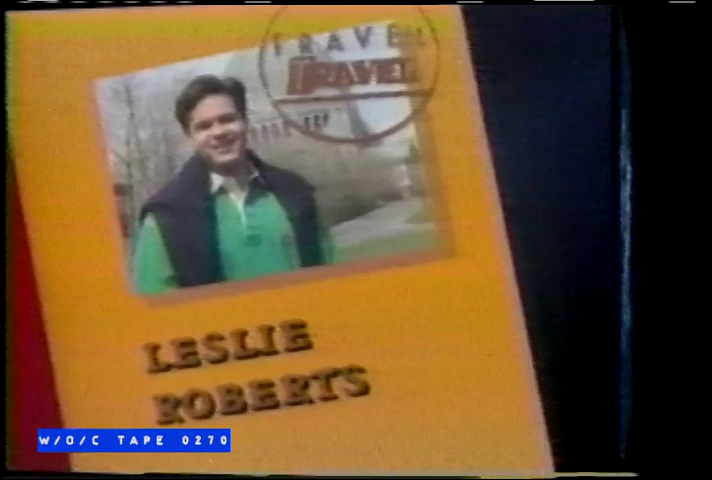 TRAVEL
TRAVEL
LESLIE
ROBERTS
W/O/C TAPE 0270